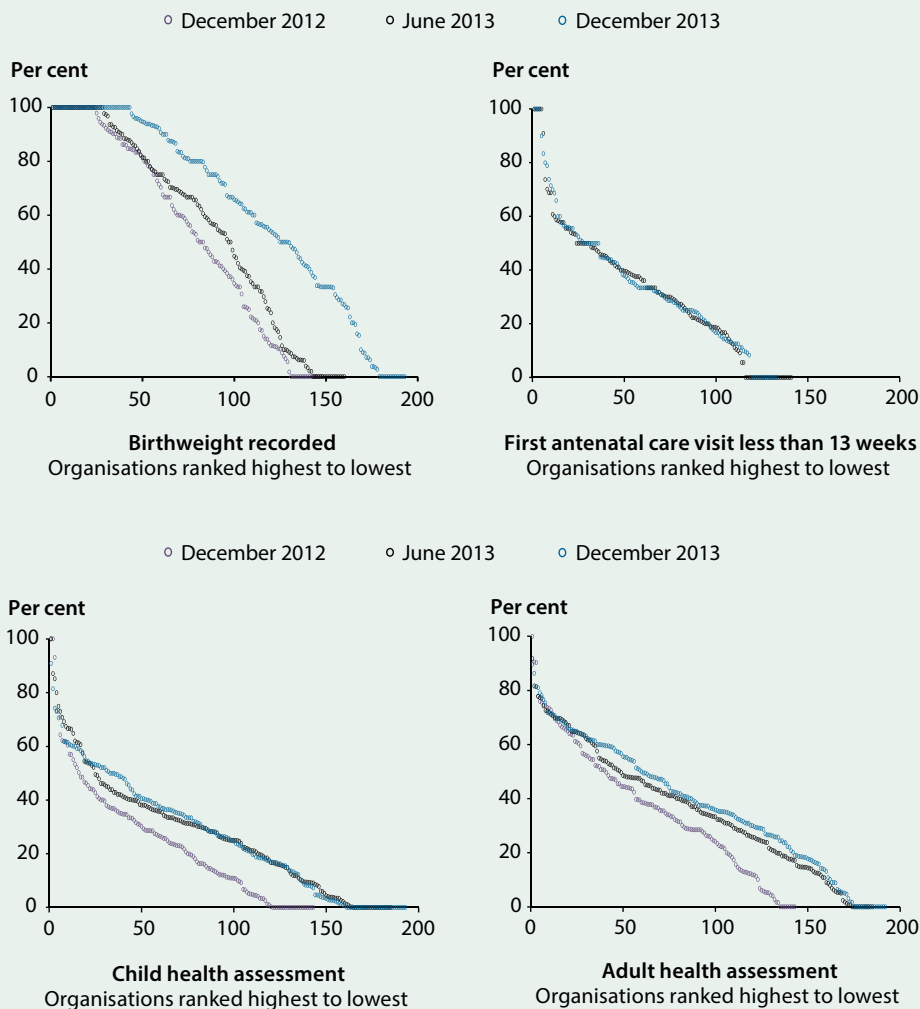 December 2012 June 2013 December 2013
Per cent
100
80
60
40
20
0
0 50 100 150 200
Birthweight recorded
Organisations ranked highest to lowest
Per cent
100
80
60
40
20
0
0 50 100 150 200
First antenatal care visit less than 13 weeks
Organisations ranked highest to lowest
December 2012 June 2013 December 2013
Per cent
100
80
60
40
20
0
0 50 100 150 200
Child health assessment
Organisations ranked highest to lowest
Per cent
100
80
60
40
20
0
0 50 100 150 200
Adult health assessment
Organisations ranked highest to lowest